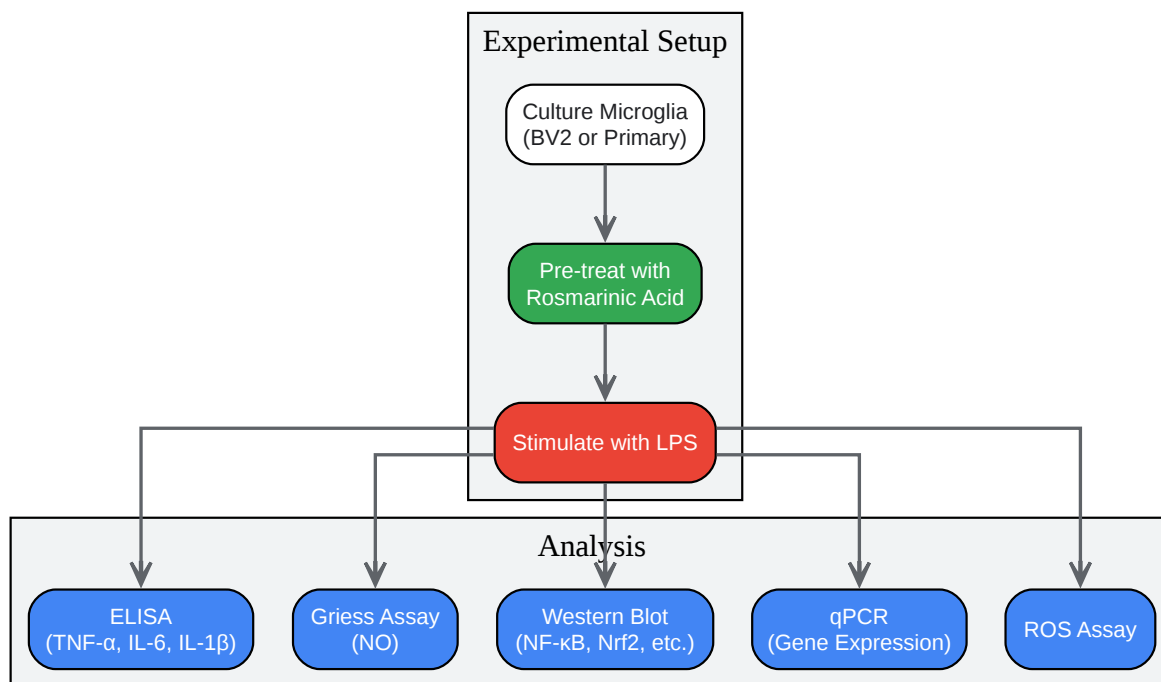 Experimental Setup
Culture Microglia
(BV2 or Primary)
Pre-treat with
Rosmarinic Acid
Stimulate with LPS
Analysis
ELISA
(TNF-α, IL-6, IL-1β)
Griess Assay
(NO)
Western Blot
(NF-κB, Nrf2, etc.)
qPCR
(Gene Expression)
ROS Assay